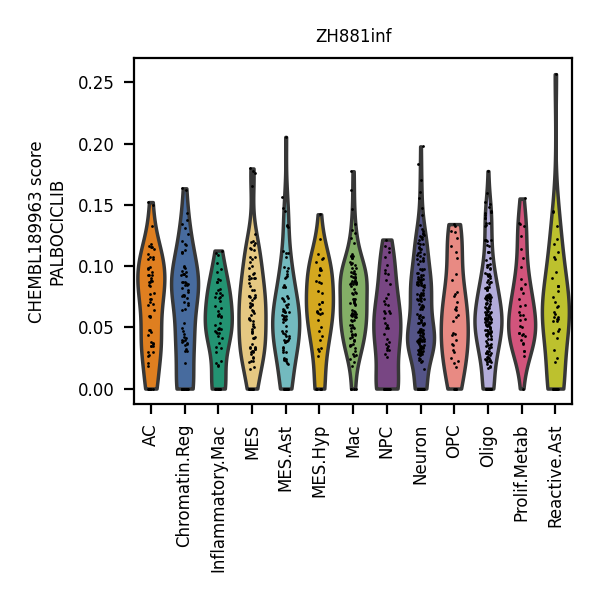 ZH881inf
CHEMBL189963 score
PALBOCICLIB
0.25
0.20
0.15
0.10
0.05
0.00
AC
Chromatin.Reg
Inflammatory.Mac
MES
MES.Ast
MES.Hyp
Mac
NPC
Neuron
OPC
Oligo
Prolif.Metab
Reactive.Ast